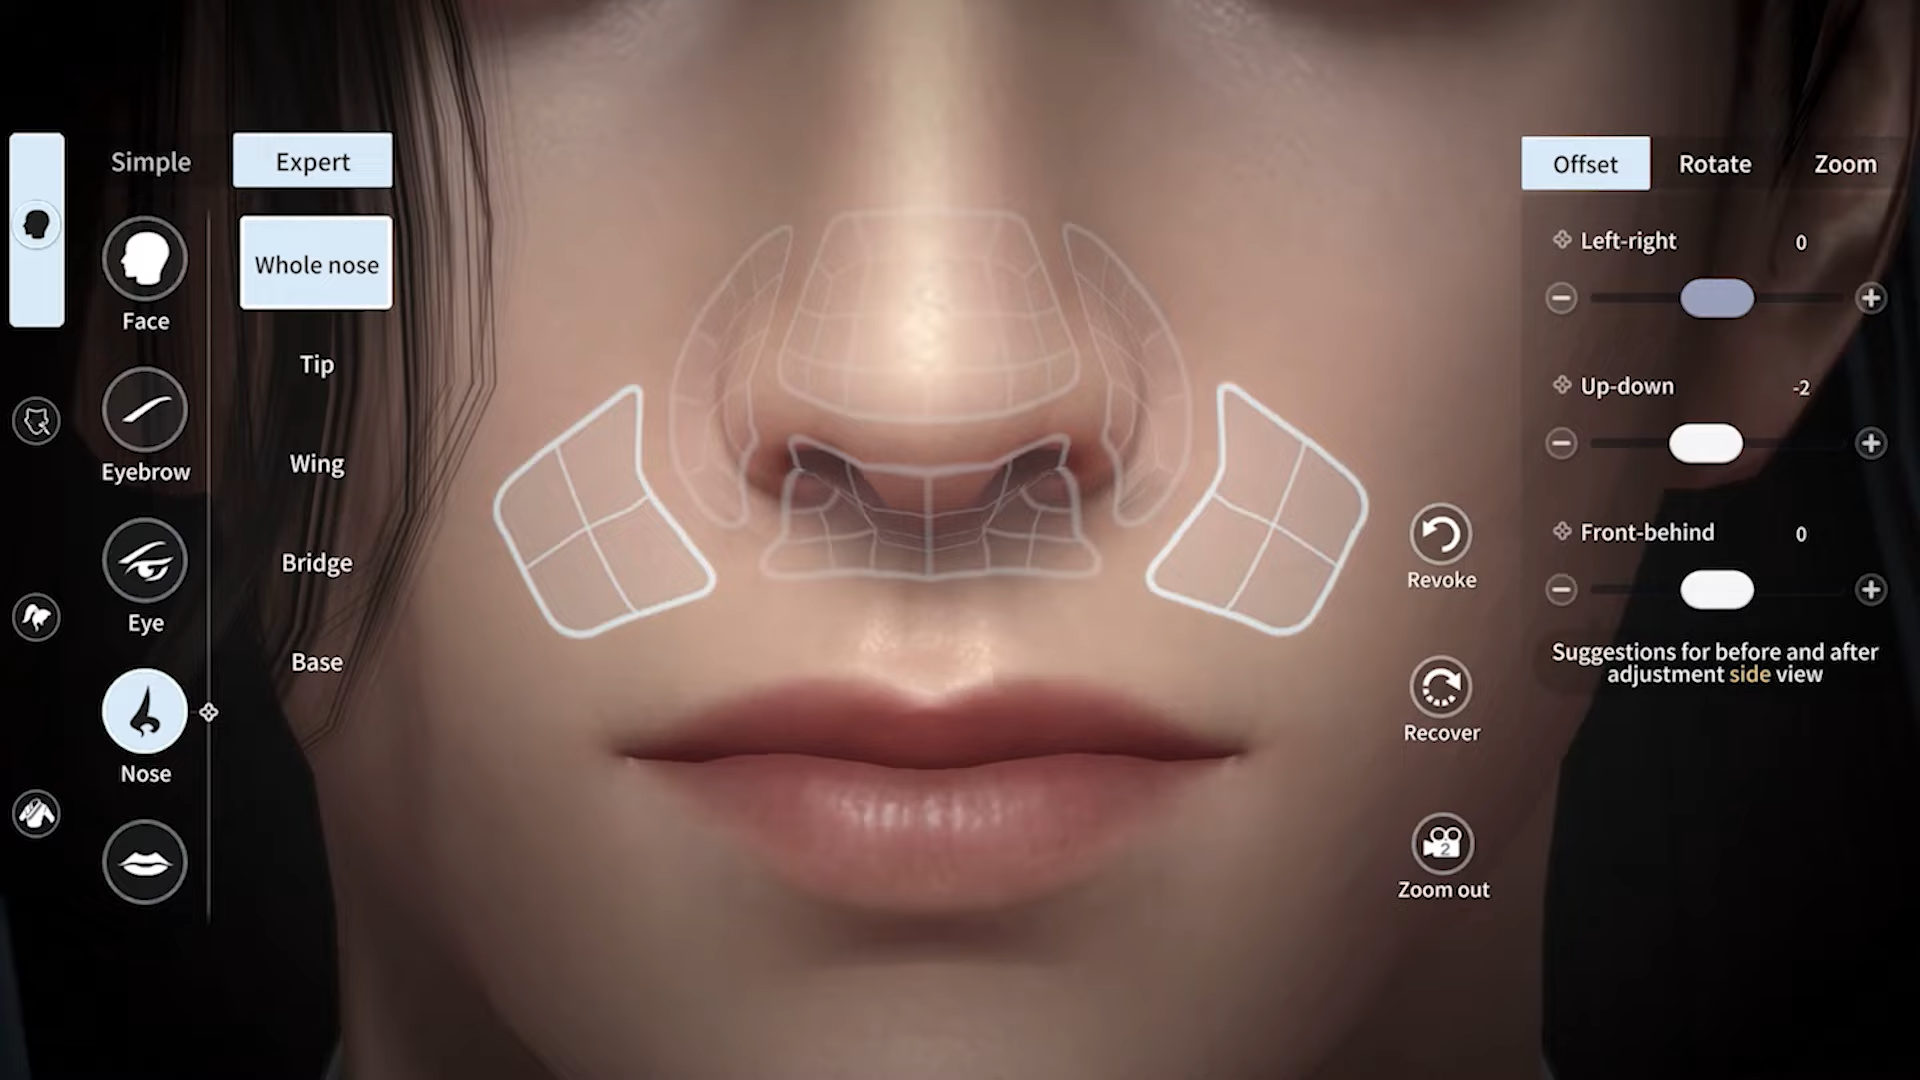 Simple
Expert
Face
Eyebrow
Eye
Nose
Whole nose
Tip
Wing
Bridge
Base
Revoke
Recover
2
Zoom out
Offset
Rotate
Zoom
Left-right
0
Up-down
-2
Front-behind
0
Suggestions for before and after
adjustment side view